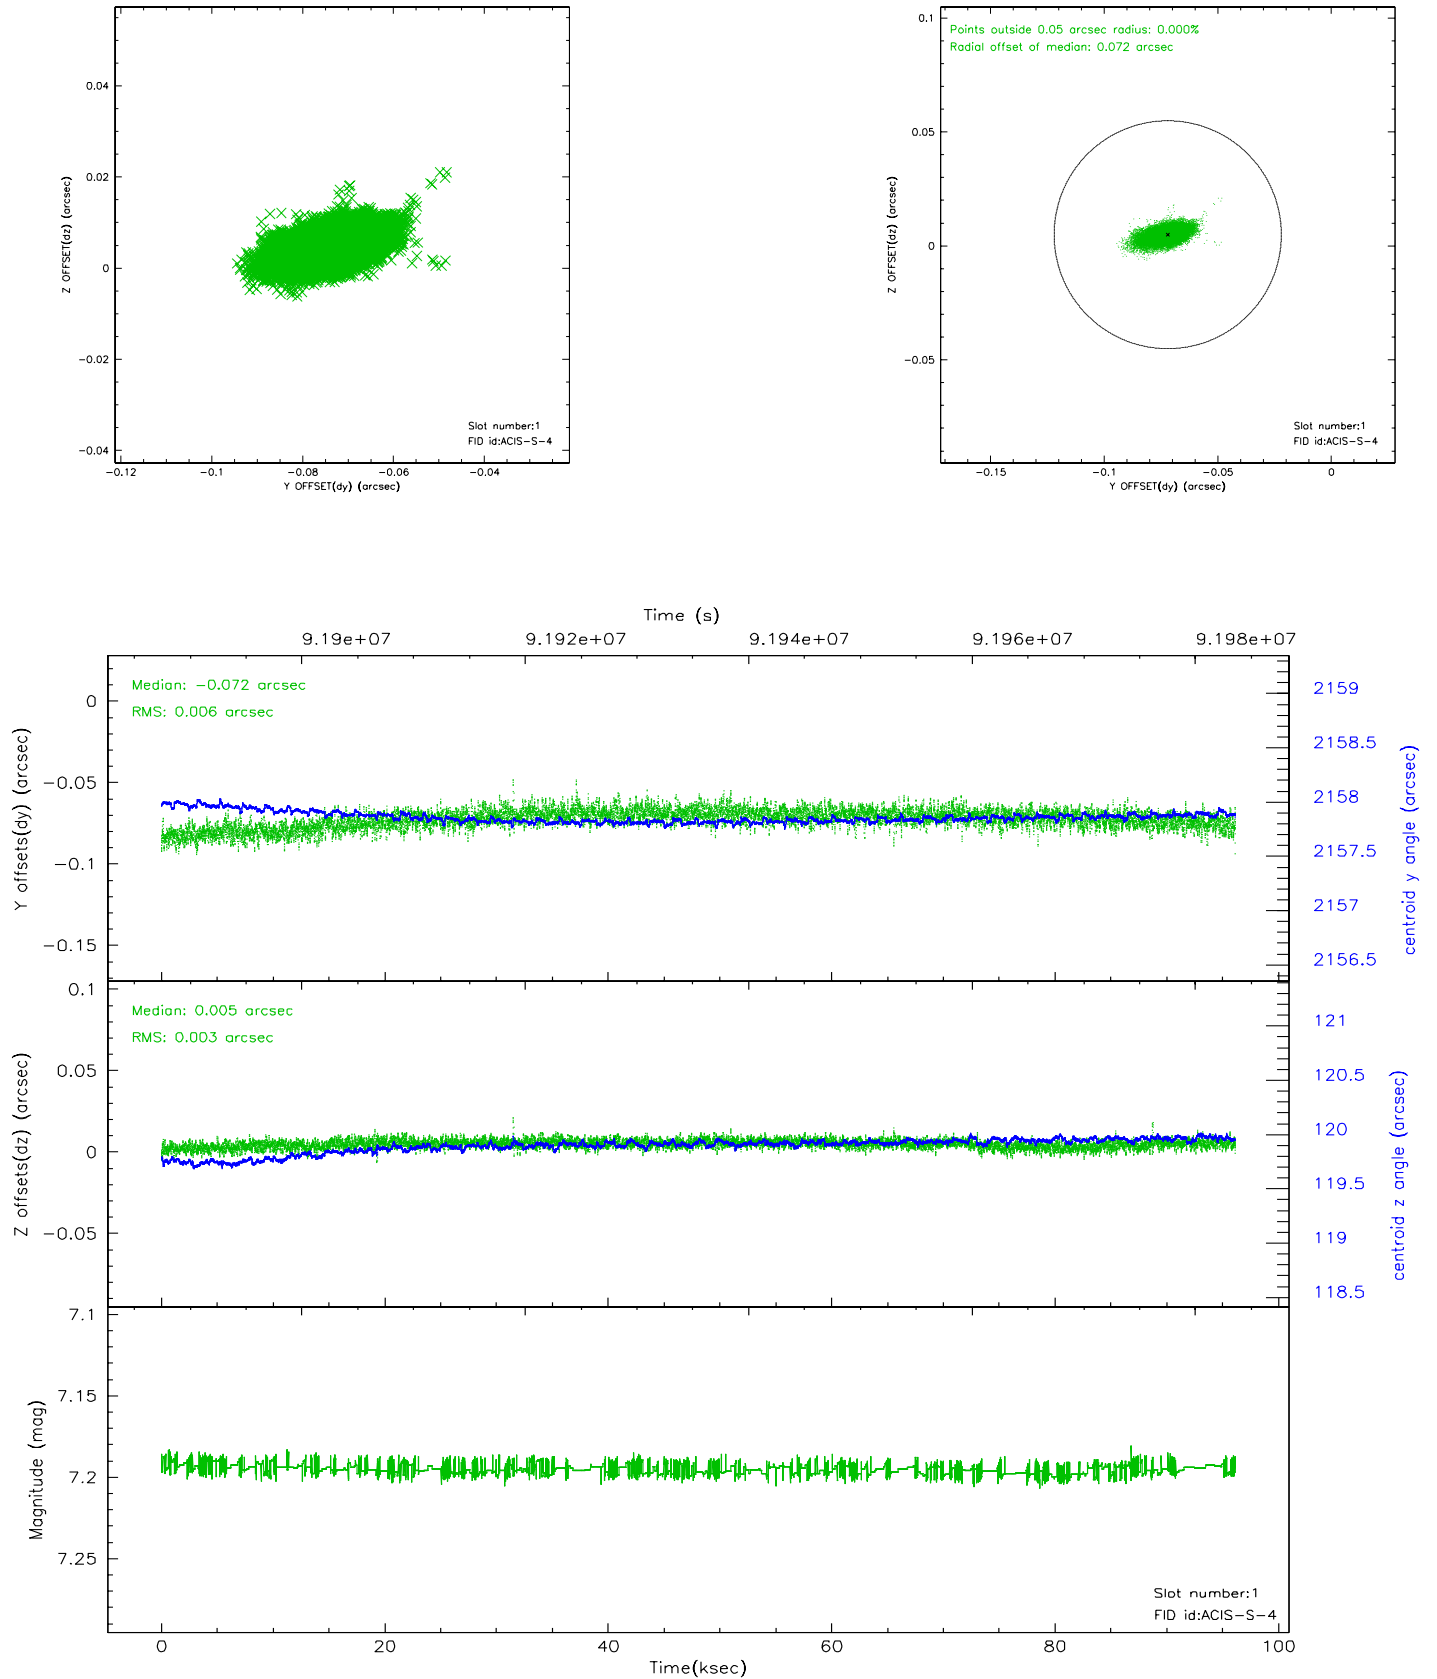 0.04
0.02
0
-0.02
-0.04
Z OFFSET(dz) (arcsec)
Slot number:1
FID id:ACIS-S-4
-0.12
-0.1
-0.08
-0.06
-0.04
Y OFFSET(dy) (arcsec)
0.1
0.05
0
-0.05
Z OFFSET(dz) (arcsec)
Points outside 0.05 arcsec radius: 0.000%
Radial offset of median: 0.072 arcsec
Slot number:1
FID id:ACIS-S-4
-0.15
-0.1
-0.05
0
Y OFFSET(dy) (arcsec)
Time (s)
9.19e+07
9.192e+07
9.194e+07
9.196e+07
9.198e+07
Median: -0.072 arcsec
RMS: 0.006 arcsec
0
-0.05
-0.1
-0.15
Y offsets(dy) (arcsec)
2159
2158.5
2158
2157.5
2157
2156.5
centroid y angle (arcsec)
Median: 0.005 arcsec
RMS: 0.003 arcsec
0.1
0.05
0
-0.05
Z offsets(dz) (arcsec)
121
120.5
120
119.5
119
118.5
centroid z angle (arcsec)
7.1
7.15
7.2
7.25
Magnitude (mag)
Slot number:1
FID id:ACIS-S-4
0
20
40
60
80
100
Time(ksec)